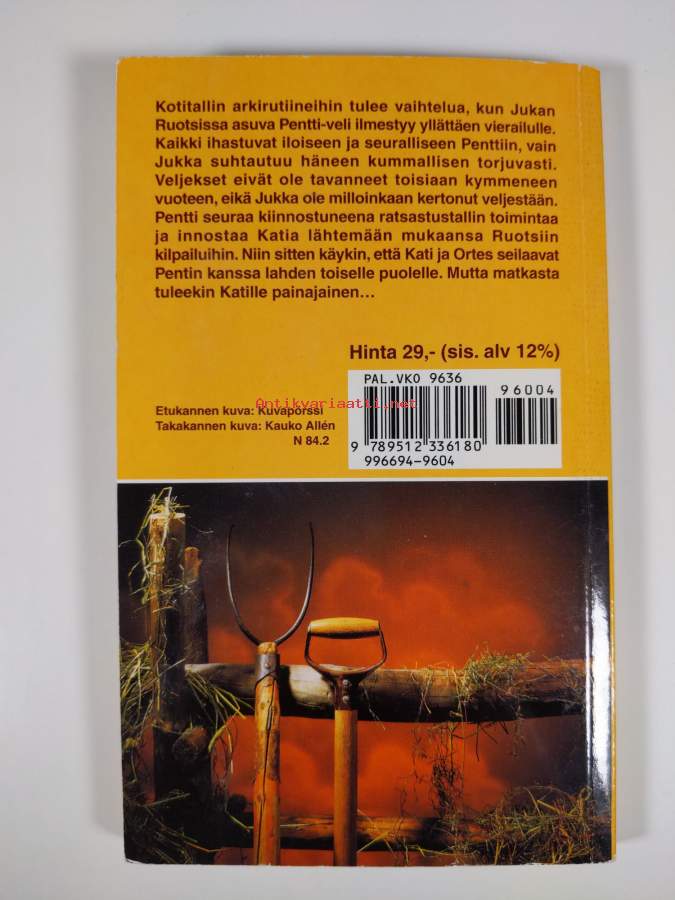 Kotitallin arkirutiineihin tulee vaihtelua, kun Jukan
Ruotsissa asuva Pentti-veli ilmestyy yllättäen vierailulle.
Kaikki ihastuvat iloiseen ja seuralliseen Penttiin, vain
Jukka suhtautuu häneen kummallisen torjuvasti.
Veljekset eivät ole tavanneet toisiaan kymmeneen
vuoteen, eikä Jukka ole milloinkaan kertonut veljestään.
Pentti seuraa kiinnostuneena ratsastustallin toimintaa
ja innostaa Katia lähtemään mukaansa Ruotsiin
kilpailuihin. Niin sitten käykin, että Kati ja Ortes seilaavat
Pentin kanssa lahden toiselle puolelle. Mutta matkasta
tuleekin Katille painajainen...
Hinta 29,- (sis. alv 12%)
PAL.VKO 9636
96004
Antikvariaatti.net
Etukannen kuva: Kuvapörssi
Takakannen kuva: Kauko Allén
N 84.2
9 789512 336180
996694-9604